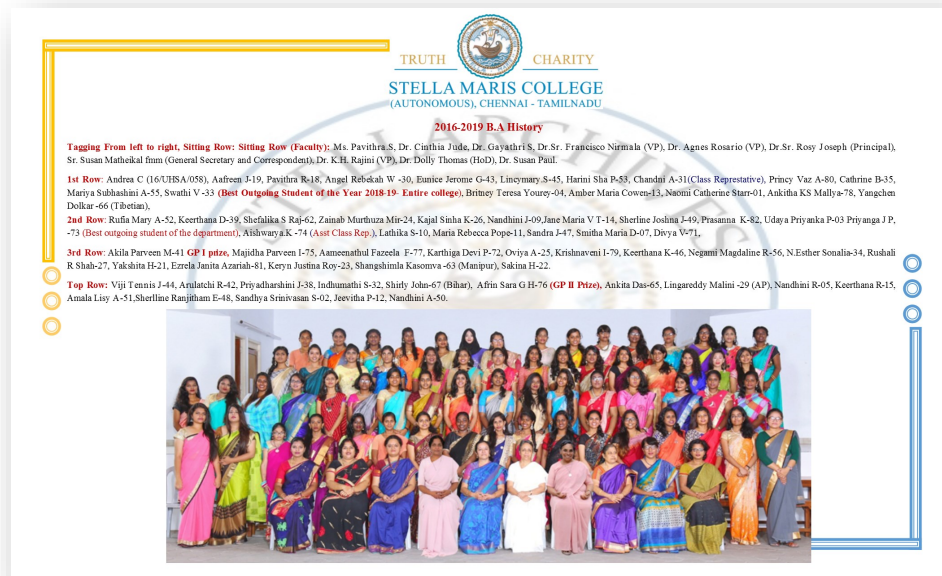 TRUTH CHARITY
STELLA MARIS COLLEGE
(AUTONOMOUS), CHENNAI - TAMILNADU
2016-2019 B.A History
Tagging From left to right, Sitting Row: Sitting Row (Faculty): Ms. Pavithra.S, Dr. Cinthia Jude, Dr. Gayathri S, Dr.Sr. Francisco Nirmala (VP), Dr. Agnes Rosario (VP), Dr.Sr. Rosy Joseph (Principal),
Sr. Susan Matheikal fmm (General Secretary and Correspondent), Dr. K.H. Rajini (VP), Dr. Dolly Thomas (HoD), Dr. Susan Paul.
1st Row: Andrea C (16/UHSA/058), Aafreen J-19, Pavithra R-18, Angel Rebekah W -30, Eunice Jerome G-43, Lincymary.S-45, Harini Sha P-53, Chandni A-31(Class Represtative), Princy Vaz A-80, Cathrine B-35,
Mariya Subhashini A-55, Swathi V -33 (Best Outgoing Student of the Year 2018-19- Entire college), Britney Teresa Yourey-04, Amber Maria Cowen-13, Naomi Catherine Starr-01, Ankitha KS Mallya-78, Yangchen
Dolkar -66 (Tibetian),
2nd Row: Rufia Mary A-52, Keerthana D-39, Shefalika S Raj-62, Zainab Murthuza Mir-24, Kajal Sinha K-26, Nandhini J-09,Jane Maria V T-14, Sherline Joshna J-49, Prasanna K-82, Udaya Priyanka P-03 Priyanga J P,
-73 (Best outgoing student of the department), Aishwarya.K -74 (Asst Class Rep.), Lathika S-10, Maria Rebecca Pope-11, Sandra J-47, Smitha Maria D-07, Divya V-71,
3rd Row: Akila Parveen M-41 GP I prize, Majidha Parveen I-75, Aameenathul Fazeela F-77, Karthiga Devi P-72, Oviya A-25, Krishnaveni I-79, Keerthana K-46, Negami Magdaline R-56, N.Esther Sonalia-34, Rushali
R Shah-27, Yakshita H-21, Ezrela Janita Azariah-81, Keryn Justina Roy-23, Shangshimla Kasomva -63 (Manipur), Sakina H-22.
Top Row: Viji Tennis J-44, Arulatchi R-42, Priyadharshini J-38, Indhumathi S-32, Shirly John-67 (Bihar), Afrin Sara G H-76 (GP II Prize), Ankita Das-65, Lingareddy Malini -29 (AP), Nandhini R-05, Keerthana R-15,
Amala Lisy A-51,Sherlline Ranjitham E-48, Sandhya Srinivasan S-02, Jeevitha P-12, Nandhini A-50.